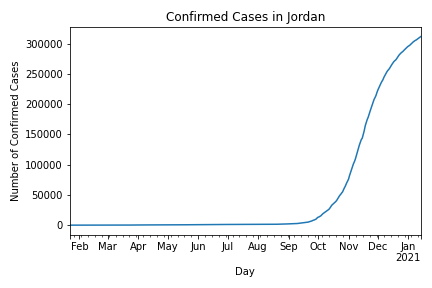 Confirmed Cases in Jordan
300000
250000
200000
150000
100000
50000
0
Number of Confirmed Cases
Feb Mar Apr May Jun Jul Aug Sep Oct Nov Dec Jan
2021
Day